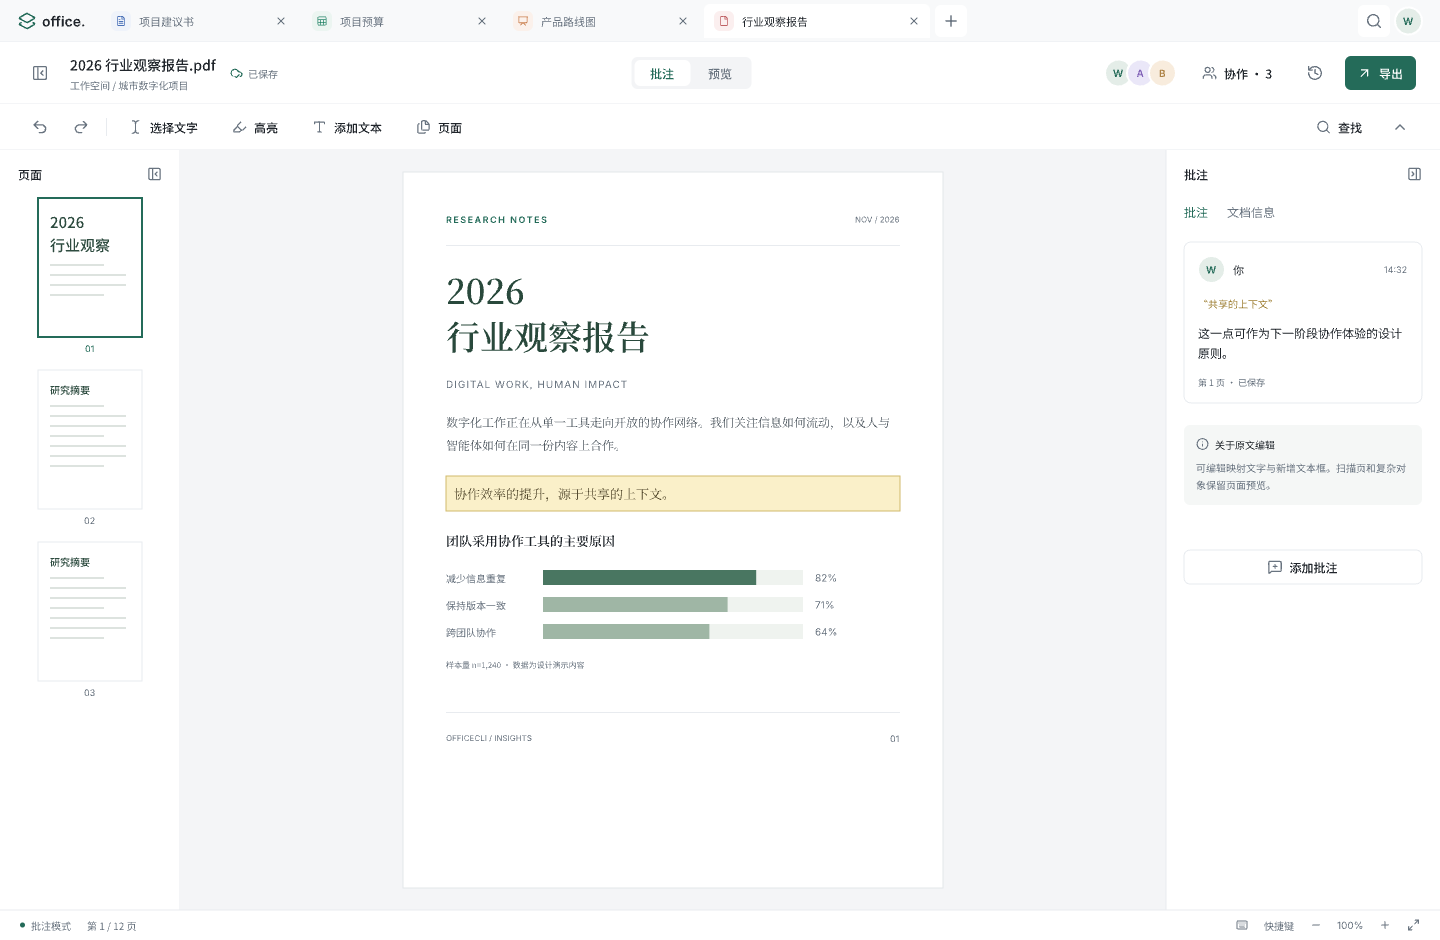 office.
项目建议书
项目预算
产品路线图
行业观察报告
W
2026 行业观察报告.pdf
已保存
工作空间 / 城市数字化项目
批注
预览
W
A
B
协作 · 3
导出
选择文字
高亮
添加文本
页面
查找
页面
2026
行业观察
01
研究摘要
02
研究摘要
03
RESEARCH NOTES
NOV / 2026
2026
行业观察报告
DIGITAL WORK, HUMAN IMPACT
数字化工作正在从单一工具走向开放的协作网络。我们关注信息如何流动，以及人与
智能体如何在同一份内容上合作。
协作效率的提升，源于共享的上下文。
团队采用协作工具的主要原因
减少信息重复
82%
保持版本一致
71%
跨团队协作
64%
样本量 n=1,240 · 数据为设计演示内容
OFFICECLI / INSIGHTS
01
批注
批注
文档信息
W
你
14:32
“共享的上下文”
这一点可作为下一阶段协作体验的设计
原则。
第 1 页 · 已保存
关于原文编辑
可编辑映射文字与新增文本框。扫描页和复杂对
象保留页面预览。
添加批注
批注模式
第 1 / 12 页
快捷键
100%